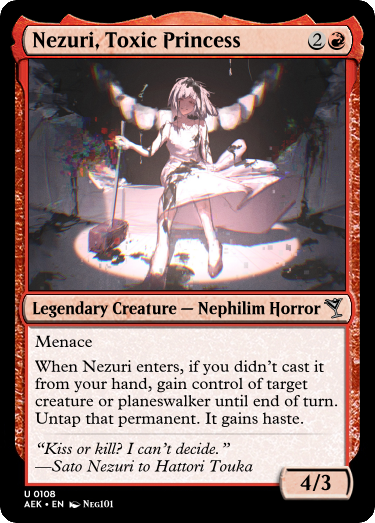 Nezuri, Toxic Princess 2
Legendary Creature — Nephilim Horror
Menace
When Nezuri enters, if you didn't cast it
from your hand, gain control of target
creature or planeswalker until end of turn.
Untap that permanent. It gains haste.
“Kiss or kill? I can't decide.”
—Sato Nezuri to Hattori Touka
4/3
U 0108
AEK • EN Neg101